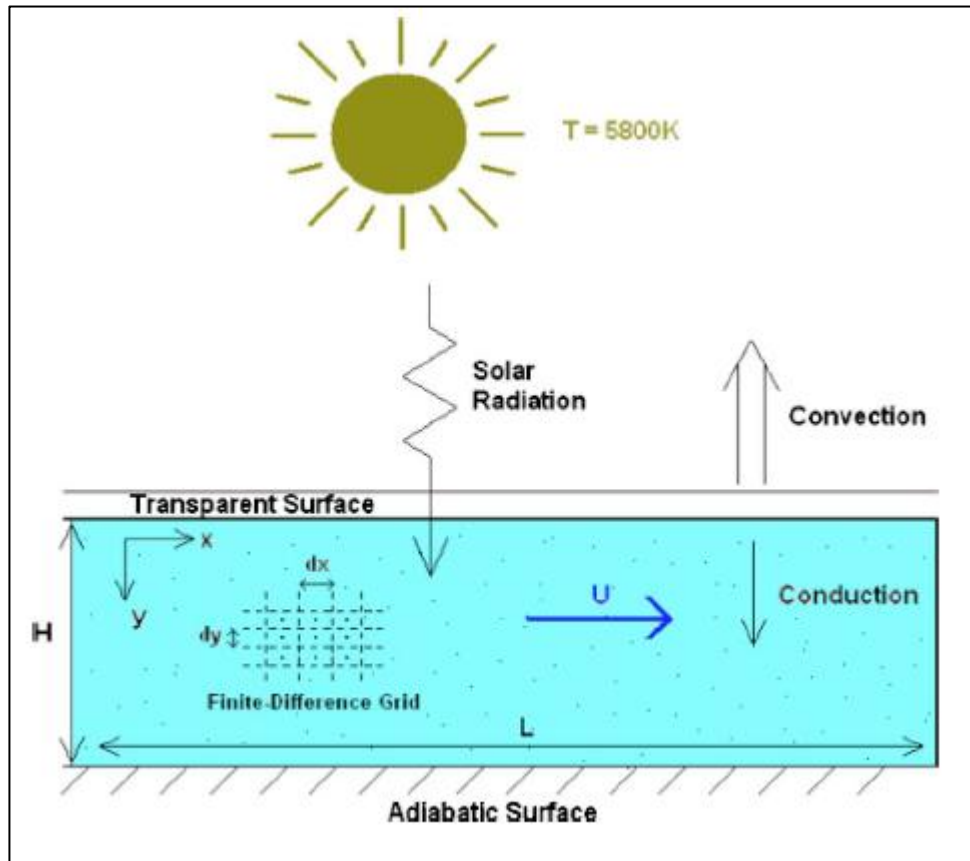 T = 5800K
Solar
Radiation
Convection
Transparent Surface
x
y
dx
dy
Finite-Difference Grid
U
Conduction
H
L
Adiabatic Surface